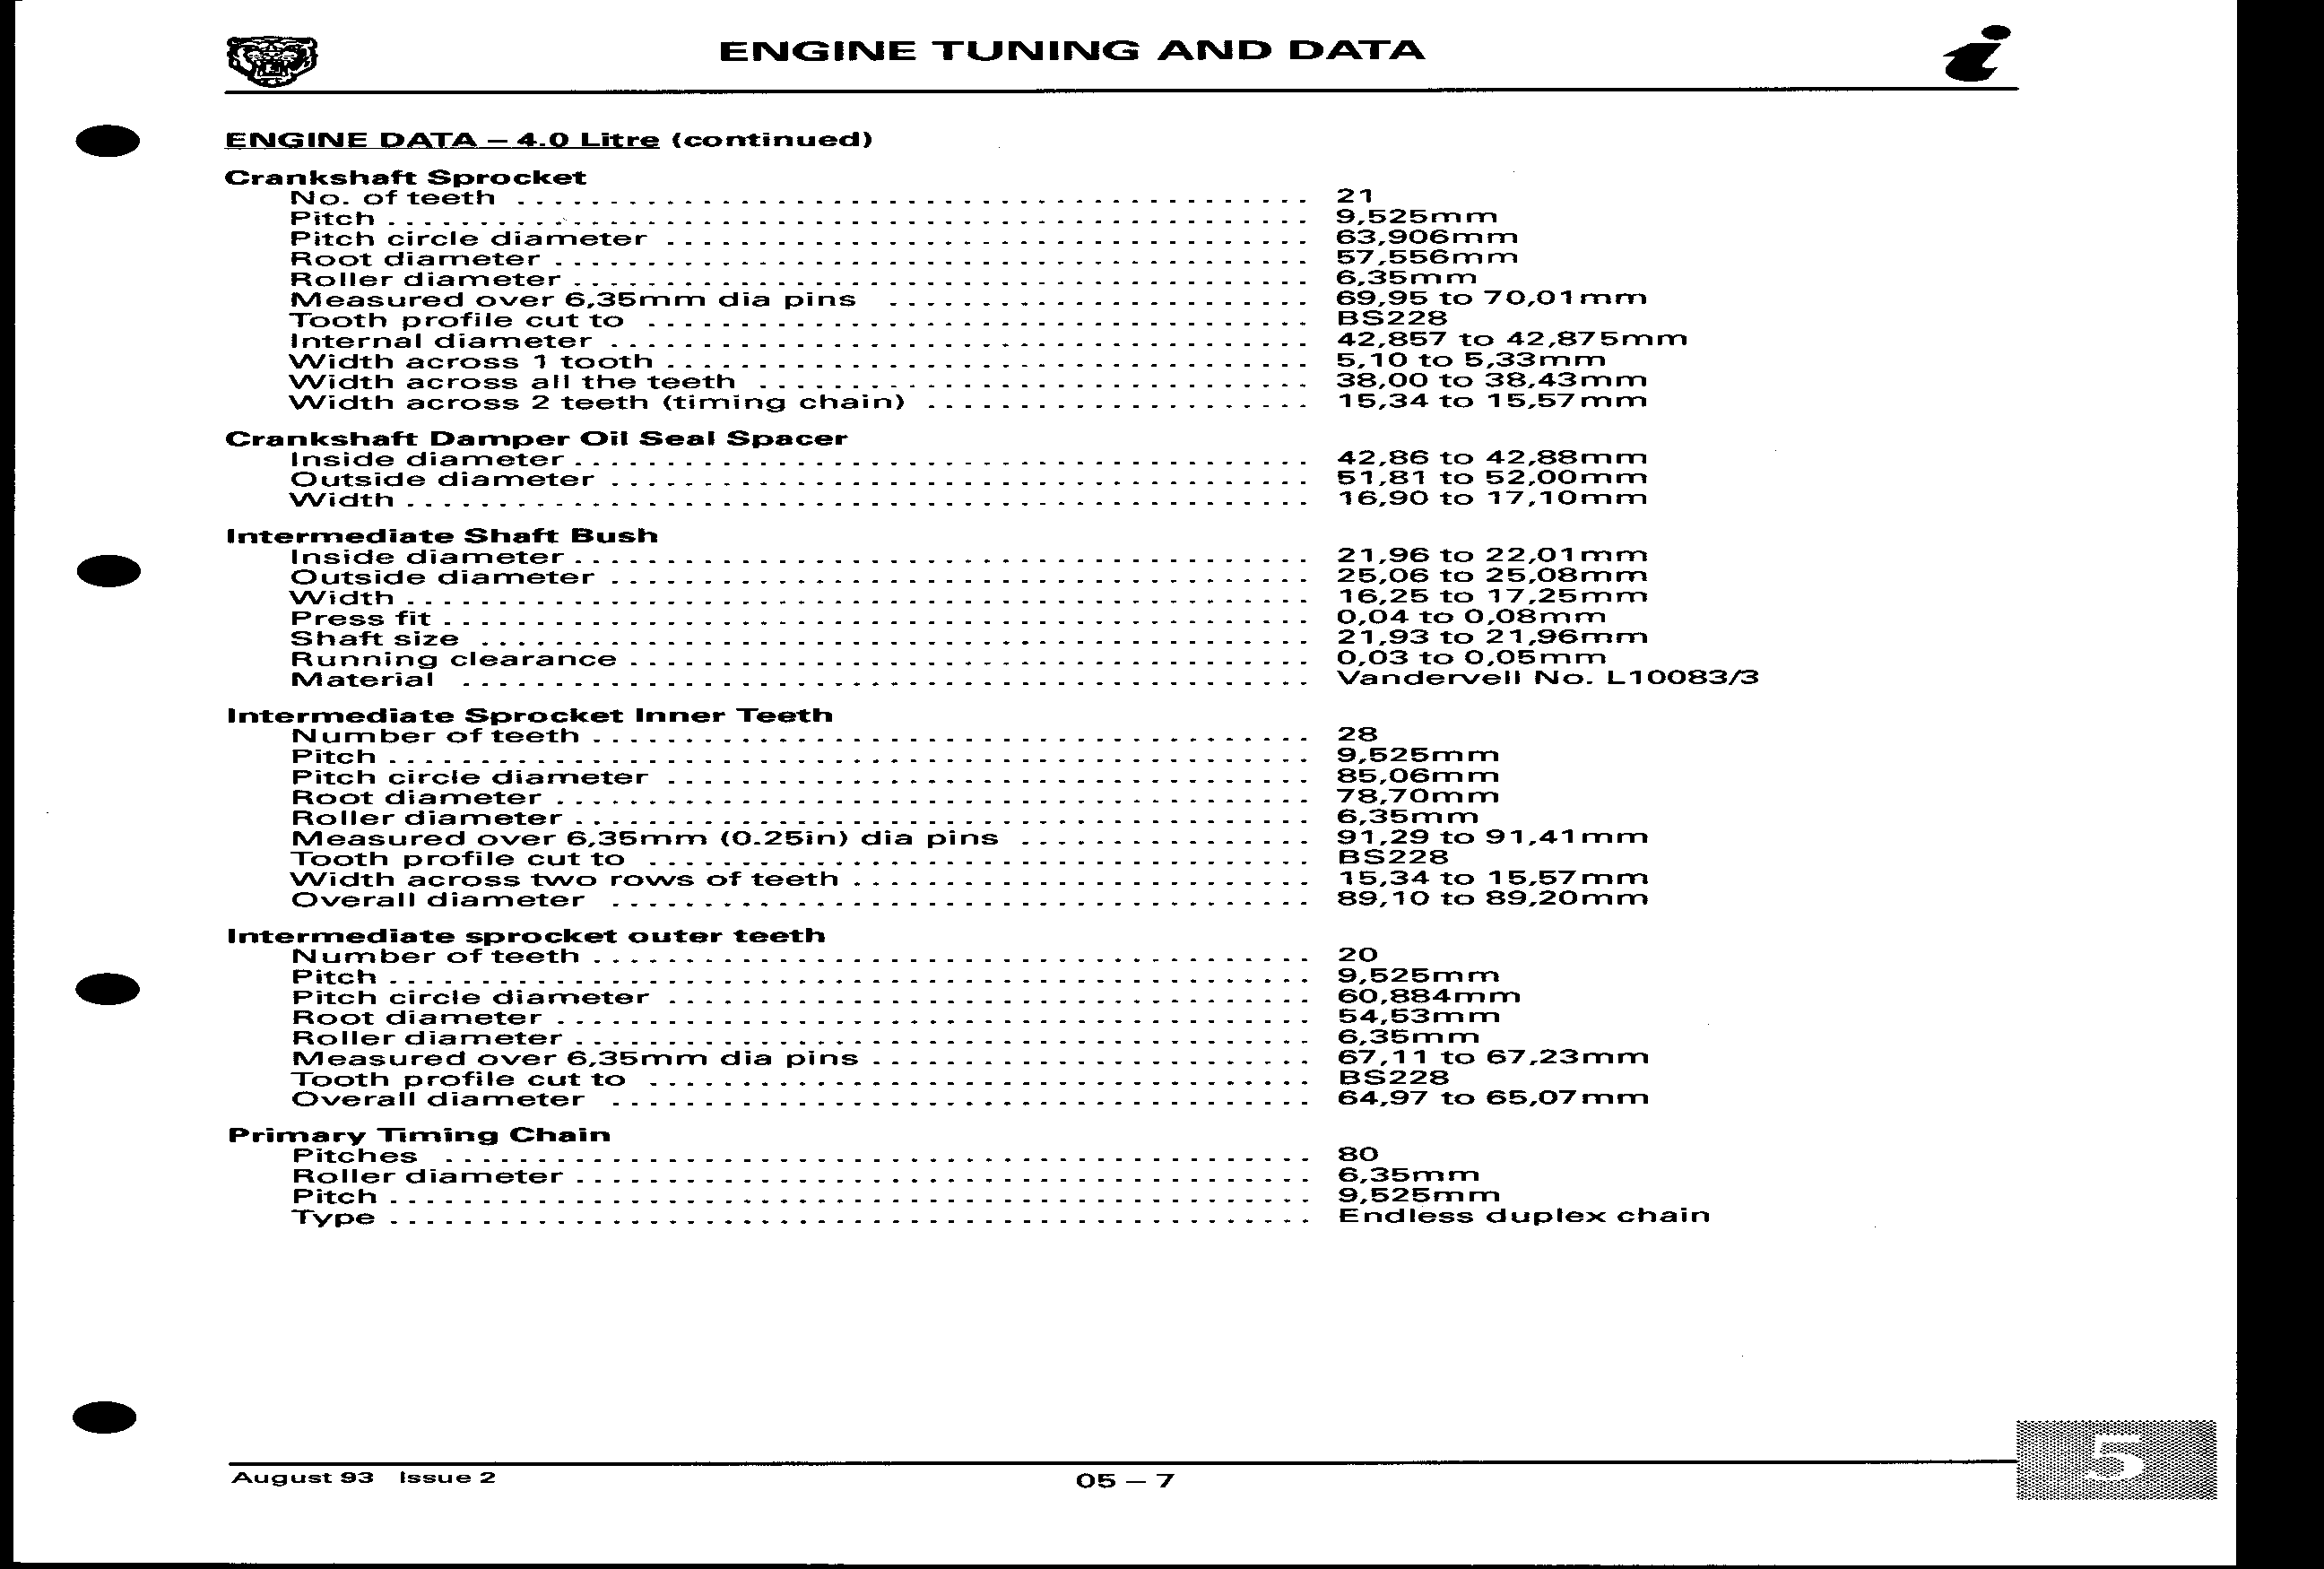 ENGINE TUNING AND DATA
ENGINE DATA – 4.0 Litre (continued)
Crankshaft Sprocket
No. of teeth . . . . . . . . . . 21
Pitch . . . . . . . . . . 9,525mm
Pitch circle diameter . . . . . . . . . . 63,906mm
Root diameter . . . . . . . . . . 57,556mm
Roller diameter . . . . . . . . . . 6,35mm
Measured over 6,35mm dia pins . . . . . . . . . . 69,95 to 70,01mm
Tooth profile cut to . . . . . . . . . . BS228
Internal diameter . . . . . . . . . . 42,857 to 42,875mm
Width across 1 tooth . . . . . . . . . . 5,10 to 5,33mm
Width across all the teeth . . . . . . . . . . 38,00 to 38,43mm
Width across 2 teeth (timing chain) . . . . . . . . . . 15,34 to 15,57mm
Crankshaft Damper Oil Seal Spacer
Inside diameter . . . . . . . . . . 42,86 to 42,88mm
Outside diameter . . . . . . . . . . 51,81 to 52,00mm
Width . . . . . . . . . . 16,90 to 17,10mm
Intermediate Shaft Bush
Inside diameter . . . . . . . . . . 21,96 to 22,01mm
Outside diameter . . . . . . . . . . 25,06 to 25,08mm
Width . . . . . . . . . . 16,25 to 17,25mm
Press fit . . . . . . . . . . 0,04 to 0,08mm
Shaft size . . . . . . . . . . 21,93 to 21,96mm
Running clearance . . . . . . . . . . 0,03 to 0,05mm
Material . . . . . . . . . . Vandervell No. L10083/3
Intermediate Sprocket Inner Teeth
Number of teeth . . . . . . . . . . 28
Pitch . . . . . . . . . . 9,525mm
Pitch circle diameter . . . . . . . . . . 85,06mm
Root diameter . . . . . . . . . . 78,70mm
Roller diameter . . . . . . . . . . 6,35mm
Measured over 6,35mm (0.25in) dia pins . . . . . . . . . . 91,29 to 91,41mm
Tooth profile cut to . . . . . . . . . . BS228
Width across two rows of teeth . . . . . . . . . . 15,34 to 15,57mm
Overall diameter . . . . . . . . . . 89,10 to 89,20mm
Intermediate sprocket outer teeth
Number of teeth . . . . . . . . . . 20
Pitch . . . . . . . . . . 9,525mm
Pitch circle diameter . . . . . . . . . . 60,884mm
Root diameter . . . . . . . . . . 54,53mm
Roller diameter . . . . . . . . . . 6,35mm
Measured over 6,35mm dia pins . . . . . . . . . . 67,11 to 67,23mm
Tooth profile cut to . . . . . . . . . . BS228
Overall diameter . . . . . . . . . . 64,97 to 65,07mm
Primary Timing Chain
Pitches . . . . . . . . . . 80
Roller diameter . . . . . . . . . . 6,35mm
Pitch . . . . . . . . . . 9,525mm
Type . . . . . . . . . . Endless duplex chain
5
August 93 Issue 2
05 – 7